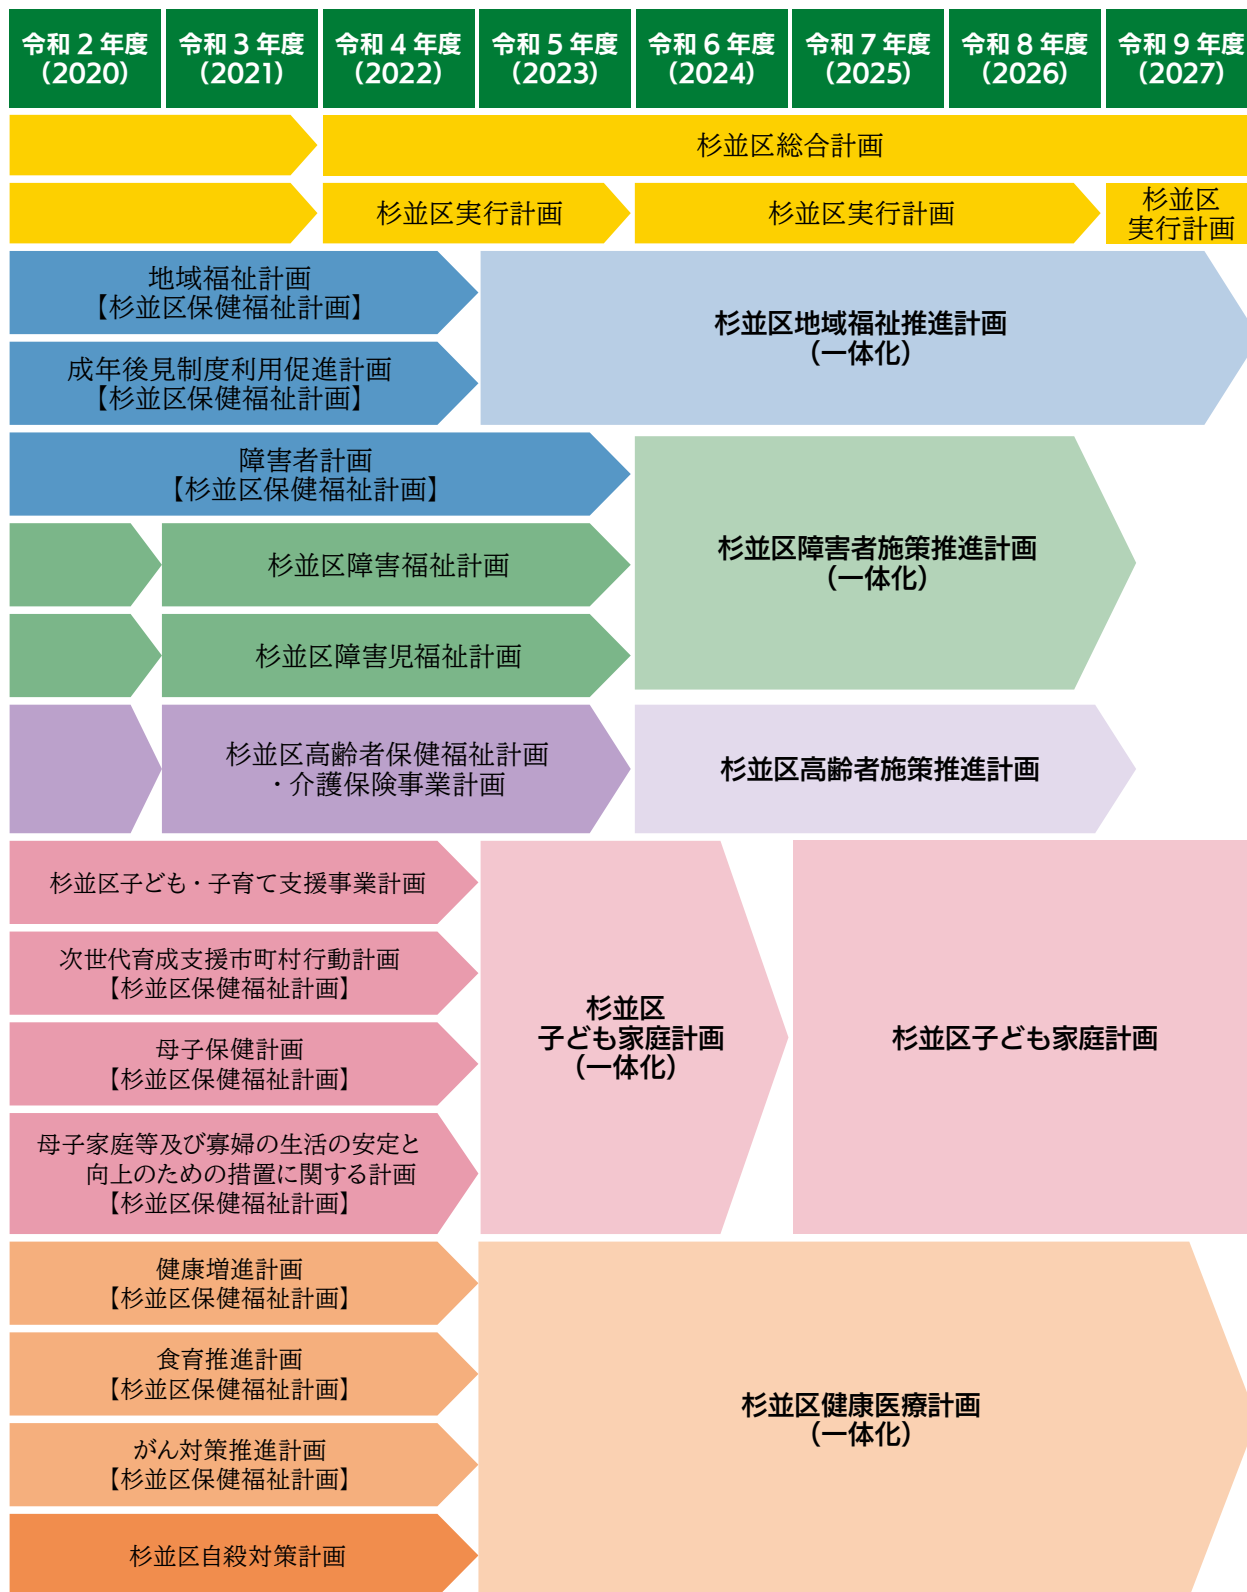 令和2年度
(2020)
令和3年度
(2021)
令和4年度
(2022)
令和5年度
(2023)
令和6年度
(2024)
令和7年度
(2025)
令和8年度
(2026)
令和9年度
(2027)
杉並区総合計画
杉並区実行計画
杉並区実行計画
杉並区
実行計画
地域福祉計画
【杉並区保健福祉計画】
成年後見制度利用促進計画
【杉並区保健福祉計画】
杉並区地域福祉推進計画
(一体化)
障害者計画
【杉並区保健福祉計画】
杉並区障害福祉計画
杉並区障害児福祉計画
杉並区障害者施策推進計画
(一体化)
杉並区高齢者保健福祉計画
・介護保険事業計画
杉並区高齢者施策推進計画
杉並区子ども・子育て支援事業計画
次世代育成支援市町村行動計画
【杉並区保健福祉計画】
母子保健計画
【杉並区保健福祉計画】
母子家庭等及び寡婦の生活の安定と
向上のための措置に関する計画
【杉並区保健福祉計画】
杉並区
子ども家庭計画
(一体化)
杉並区子ども家庭計画
健康増進計画
【杉並区保健福祉計画】
食育推進計画
【杉並区保健福祉計画】
がん対策推進計画
【杉並区保健福祉計画】
杉並区自殺対策計画
杉並区健康医療計画
(一体化)